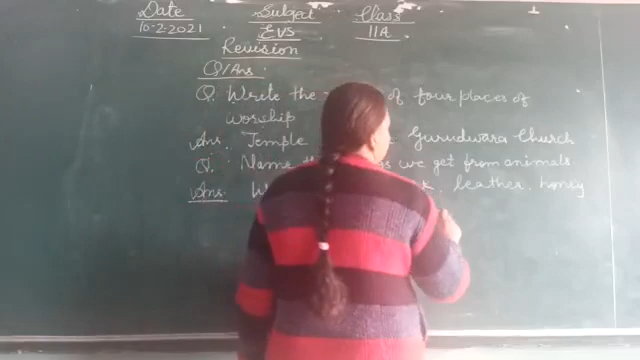 Date Subject Class
10-2-2021 EVS IIA
Revision
Q/Ans
Q. Write the of four places of
worship
Ans. Temple Gurudwara Church
Q. Name th we get from animals
Ans. leather, honey